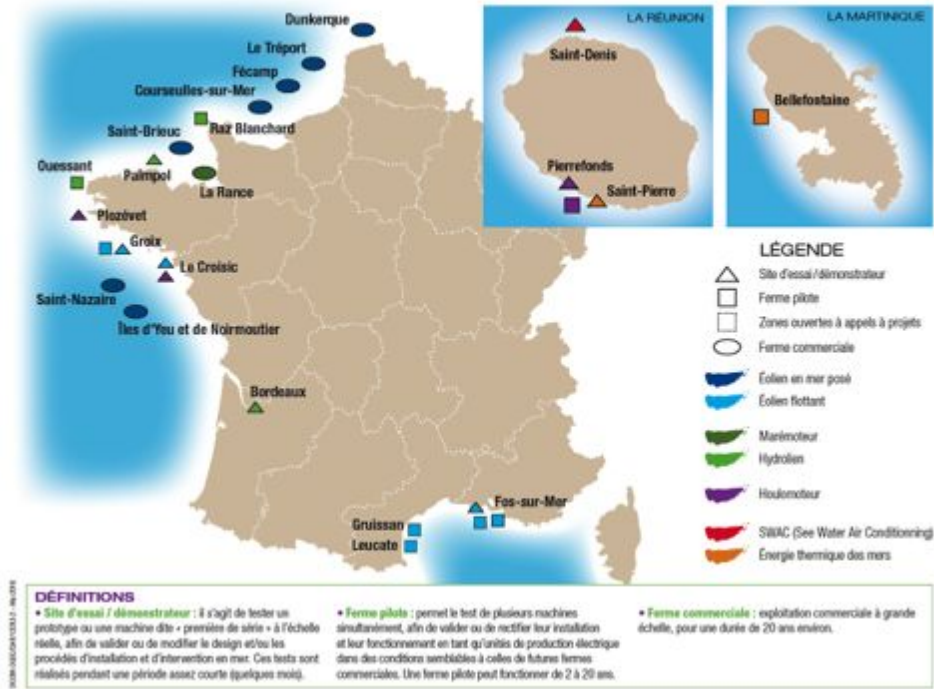 Dunkerque
Le Tréport
Fécamp
Courseulles-sur-Mer
Raz Blanchard
Saint-Brieuc
Ouessant
Paimpol
La Rance
Plozévet
Groix
Le Croisic
Saint-Nazaire
Îles d'Yeu et de Noirmoutier
Bordeaux
Fos-sur-Mer
Gruissan
Leucate
LA RÉUNION
Saint-Denis
Pierrefonds
Saint-Pierre
LA MARTINIQUE
Bellefontaine
LÉGENDE
Site d'essai/démonstrateur
Ferme pilote
Zones ouvertes à appels à projets
Ferme commerciale
Éolien en mer posé
Éolien flottant
Marémoteur
Hydrolien
Houlomoteur
SWAC (See Water Air Conditionning)
Énergie thermique des mers
DÉFINITIONS
• Site d'essai / démonstrateur : il s'agit de tester un
prototype ou une machine dite « première de série » à l'échelle
réelle, afin de valider ou de modifier le design et/ou les
procédés d'installation et d'intervention en mer. Ces tests sont
réalisés pendant une période assez courte (quelques mois).
• Ferme pilote : permet le test de plusieurs machines
simultanément, afin de valider ou de rectifier leur installation
et leur fonctionnement en tant qu'unités de production électrique
dans des conditions semblables à celles de futures fermes
commerciales. Une ferme pilote peut fonctionner de 2 à 20 ans.
• Ferme commerciale : exploitation commerciale à grande
échelle, pour une durée de 20 ans environ.